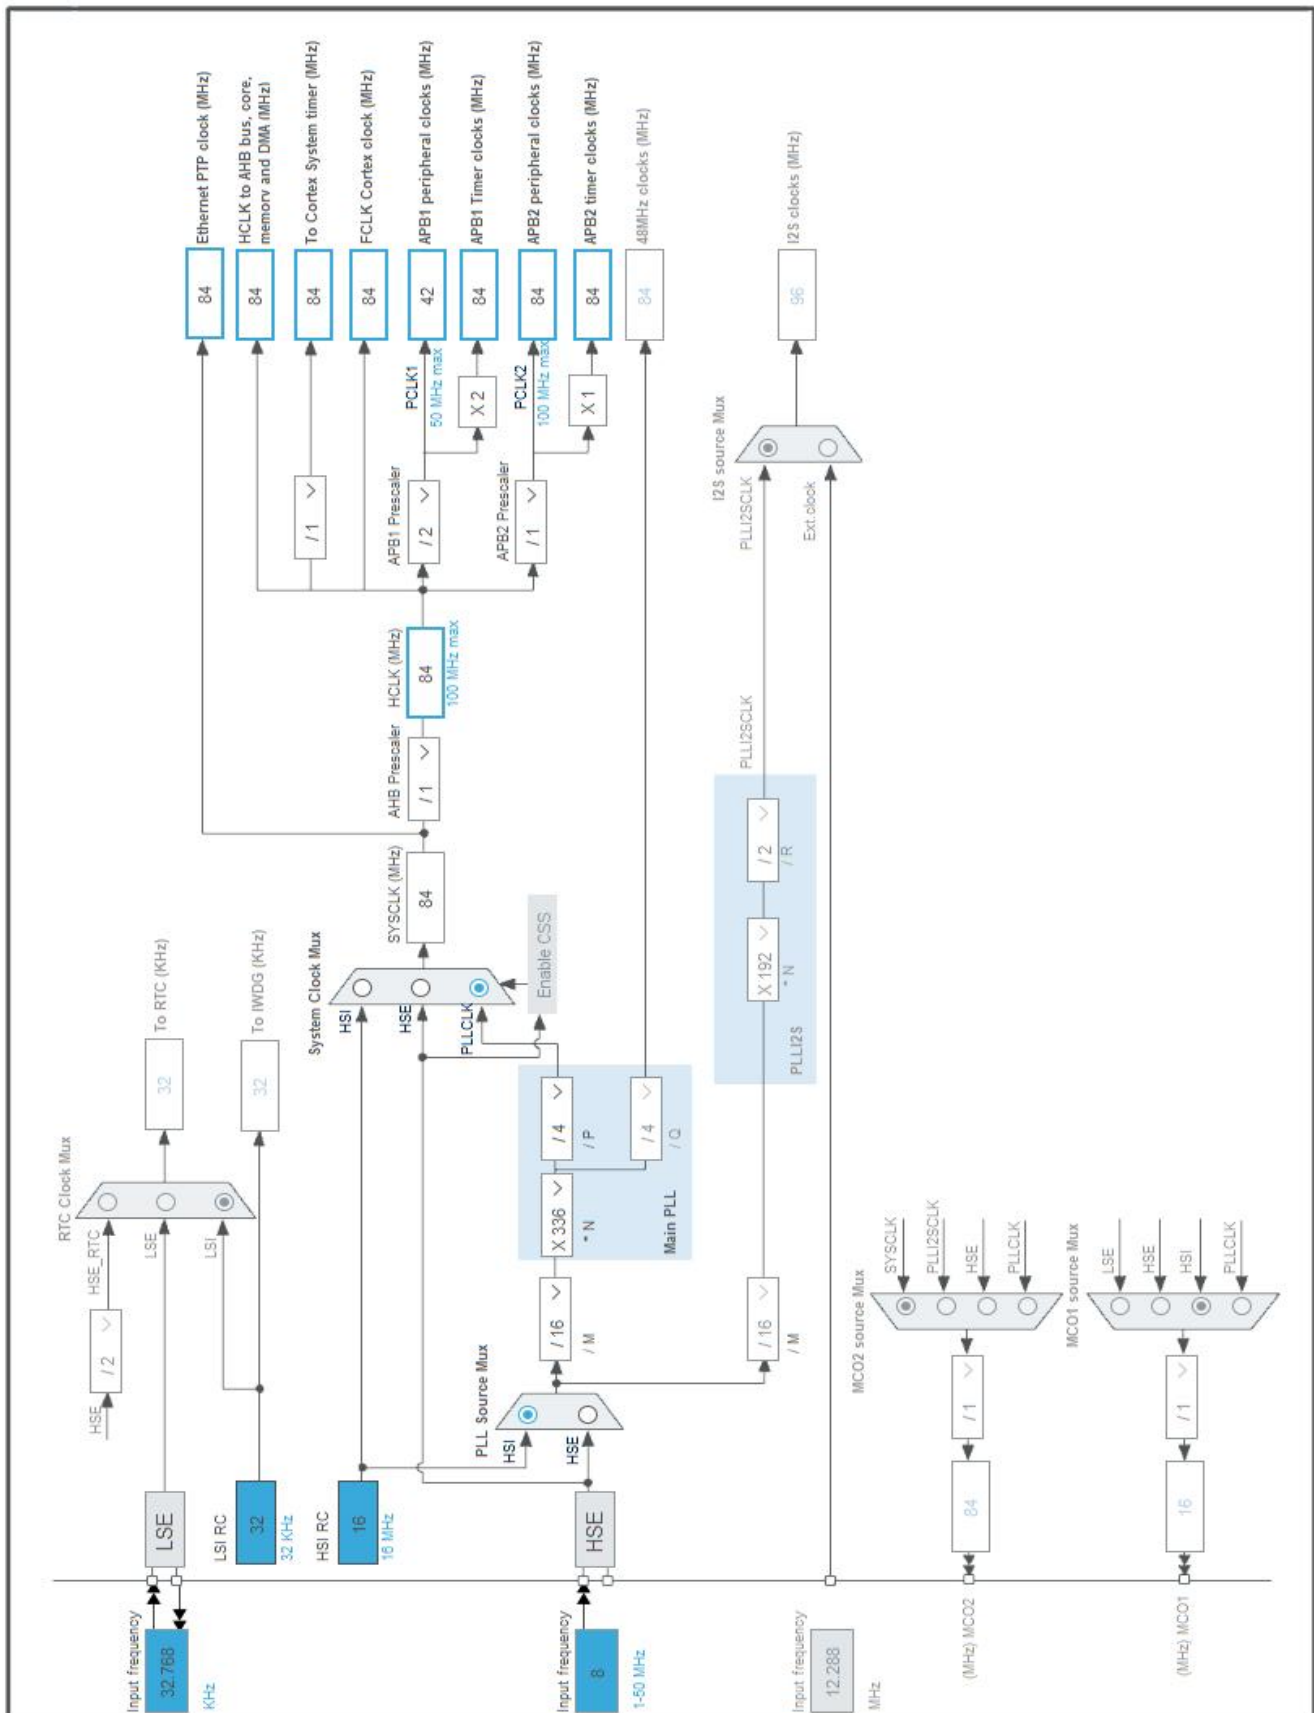 Input frequency
32.768
KHz
LSE
HSE
/ 2
HSE_RTC
LSE
LSI
RTC Clock Mux
32
To RTC (KHz)
LSI RC
32
32 KHz
32
To IWDG (KHz)
HSI RC
16
16 MHz
System Clock Mux
HSI
HSE
PLLCLK
Enable CSS
SYSCLK (MHz)
84
AHB Prescaler
/ 1
HCLK (MHz)
84
100 MHz max
84
Ethernet PTP clock (MHz)
84
HCLK to AHB bus, core,
memory and DMA (MHz)
/ 1
84
To Cortex System timer (MHz)
84
FCLK Cortex clock (MHz)
APB1 Prescaler
/ 2
PCLK1
50 MHz max
42
APB1 peripheral clocks (MHz)
X 2
84
APB1 Timer clocks (MHz)
APB2 Prescaler
/ 1
PCLK2
100 MHz max
84
APB2 peripheral clocks (MHz)
X 1
84
APB2 timer clocks (MHz)
84
48MHz clocks (MHz)
Input frequency
8
1-50 MHz
HSE
PLL Source Mux
HSI
HSE
/ 16
/ M
X 336
* N
/ 4
/ P
/ 4
/ Q
Main PLL
/ 16
/ M
X 192
* N
/ 2
/ R
PLLI2S
PLLI2SCLK
PLLI2SCLK
I2S source Mux
Ext.clock
96
I2S clocks (MHz)
Input frequency
12.288
MHz
MCO2 source Mux
SYSCLK
PLLI2SCLK
HSE
PLLCLK
/ 1
84
(MHz) MCO2
MCO1 source Mux
LSE
HSE
HSI
PLLCLK
/ 1
16
(MHz) MCO1